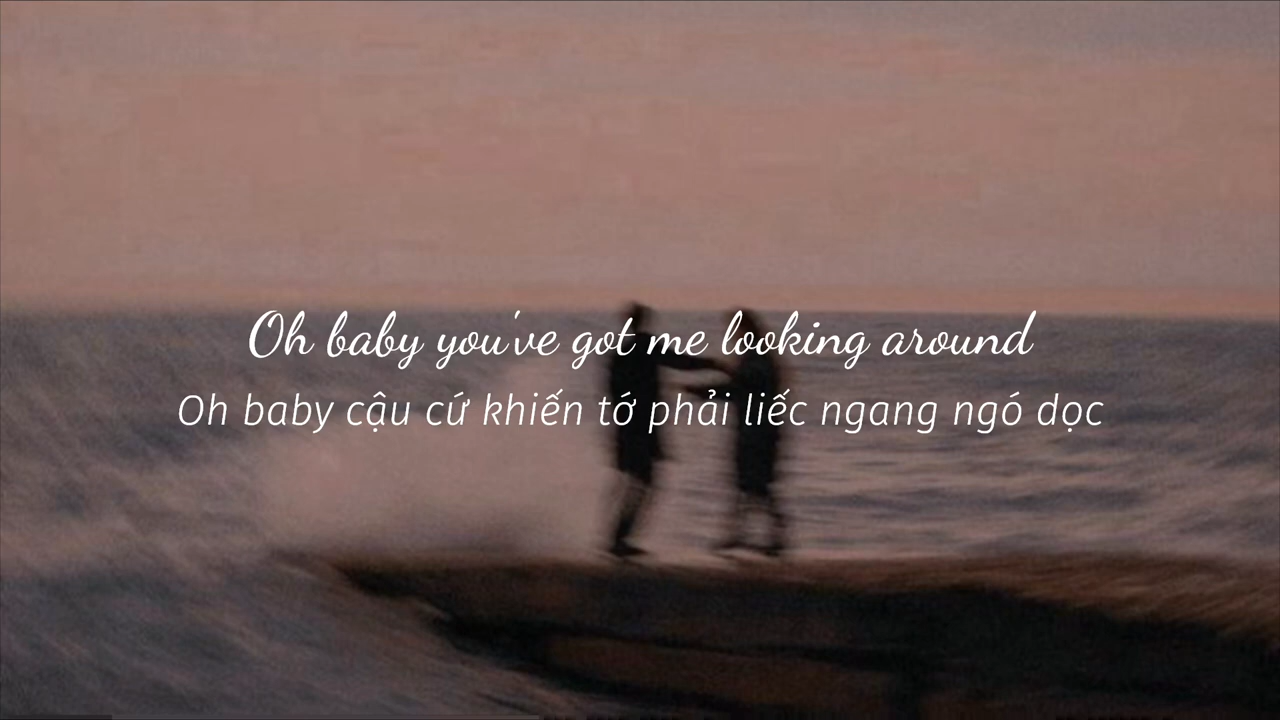 Oh baby you've got me looking around
Oh baby cậu cứ khiến tớ phải liếc ngang ngó dọc